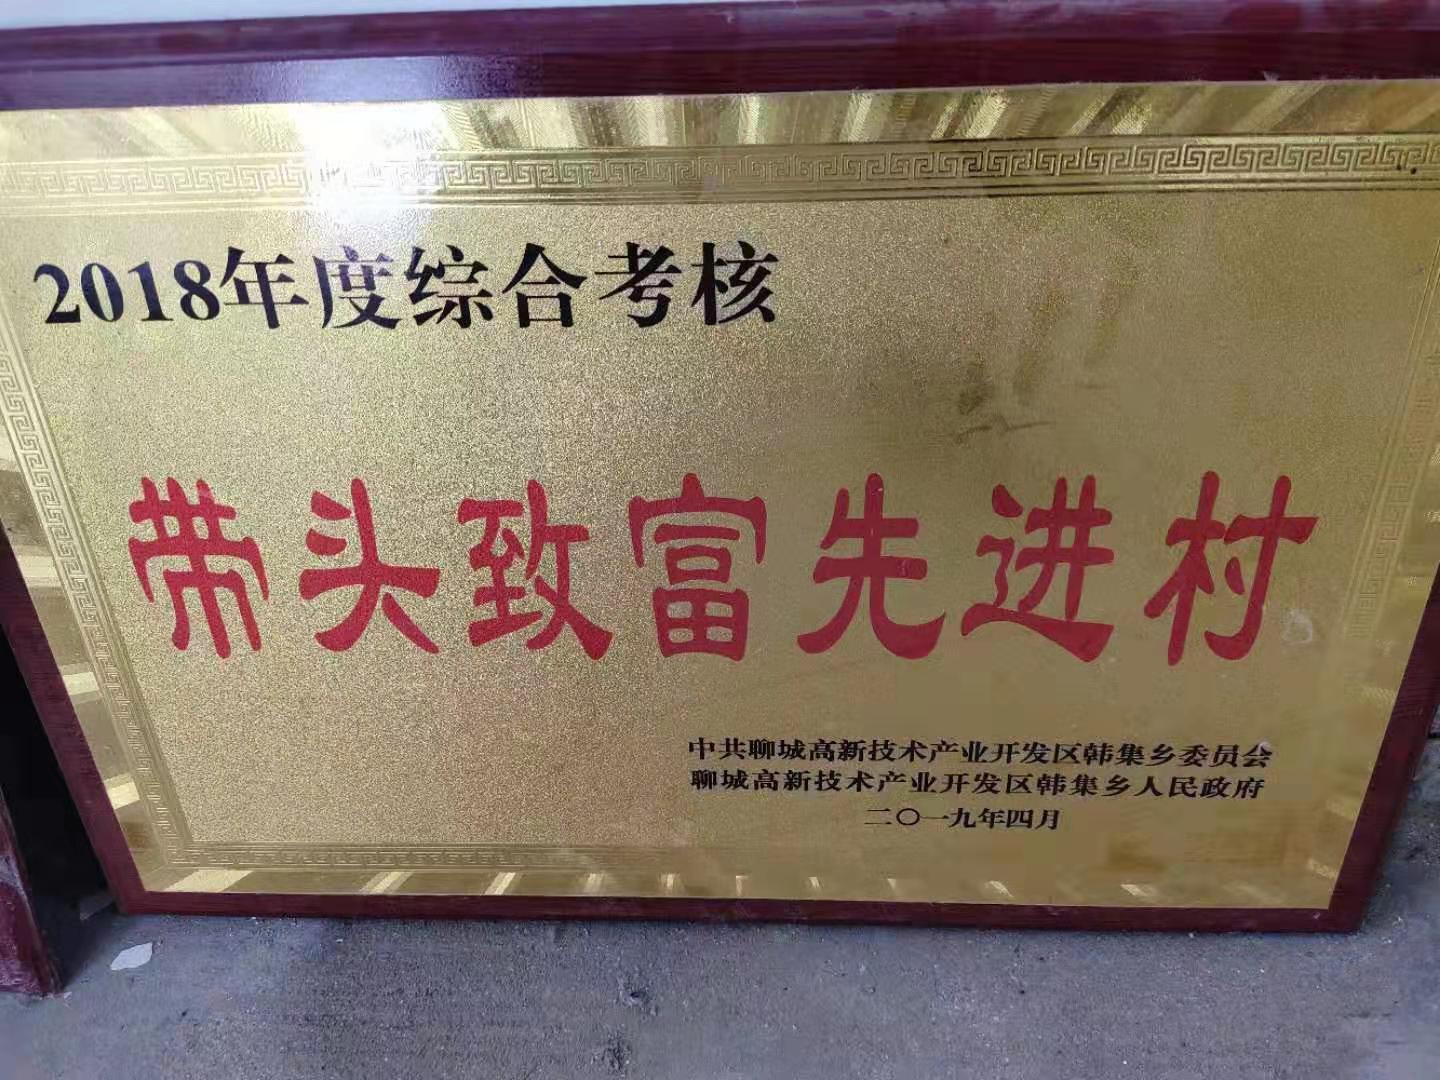 2018年度综合考核
带头致富先进村
中共聊城高新技术产业开发区韩集乡委员会
聊城高新技术产业开发区韩集乡人民政府
二〇一九年四月